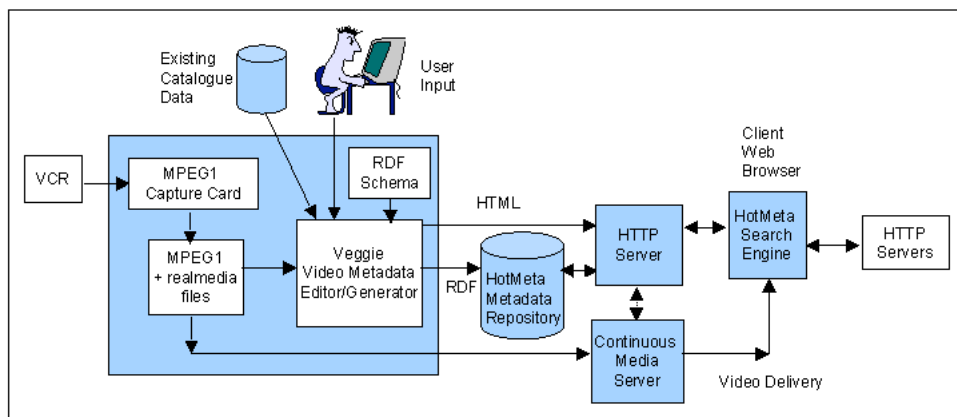 Existing
Catalogue
Data
User
Input
VCR
MPEG1
Capture Card
RDF
Schema
MPEG1
+ realmedia
files
Veggie
Video Metadata
Editor/Generator
HTML
RDF
HotMeta
Metadata
Repository
HTTP
Server
Continuous
Media
Server
Client
Web
Browser
HotMeta
Search
Engine
HTTP
Servers
Video Delivery